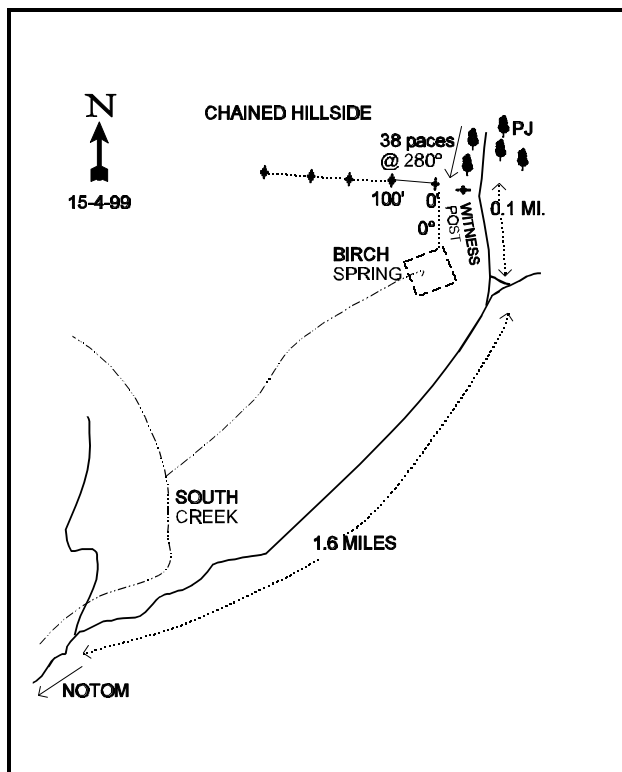 N
15-4-99
CHAINED HILLSIDE
38 paces
@ 280°
PJ
100'
0'
0°
WITNESS
POST
0.1 MI.
BIRCH
SPRING
SOUTH
CREEK
1.6 MILES
NOTOM